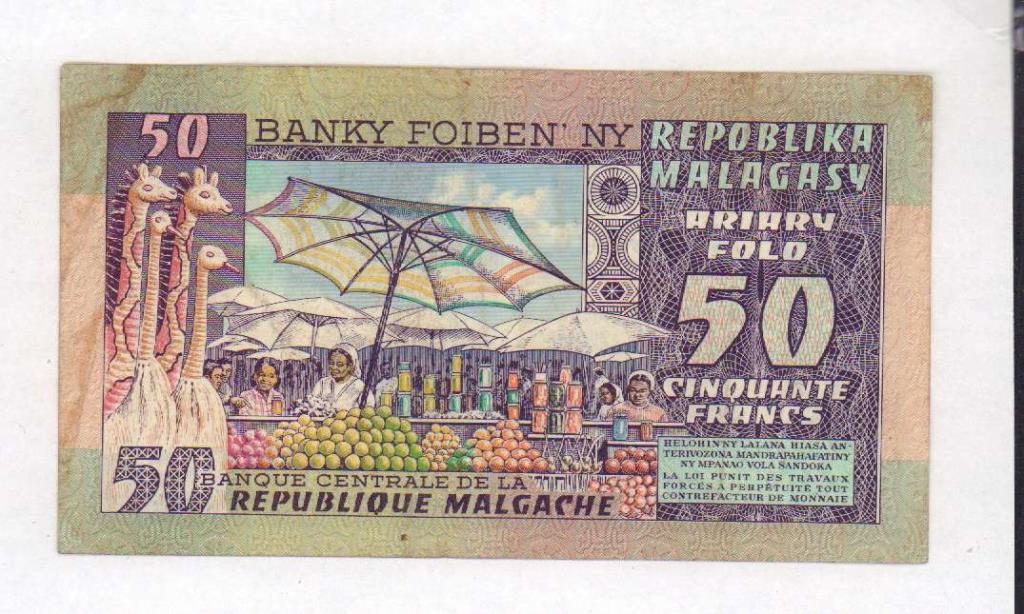 50
BANKY FOIBEN' NY
REPOBLIKA
MALAGASY
ARIARY
FOLO
50
CINQUANTE
FRANCS
HELOHIN'NY LALANA HIASA AN-
TERIVOZONA MANDRAPAHAFATINY
NY MPANAO VOLA SANDOKA
LA LOI PUNIT DES TRAVAUX
FORCÉS À PERPÉTUITÉ TOUT
CONTREFACTEUR DE MONNAIE
50
BANQUE CENTRALE DE LA
REPUBLIQUE MALGACHE